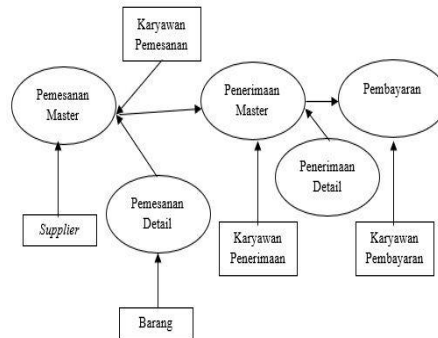 Karyawan
Pemesanan
Pemesanan
Master
Penerimaan
Master
Pembayaran
Penerimaan
Detail
Pemesanan
Detail
Supplier
Karyawan
Penerimaan
Karyawan
Pembayaran
Barang